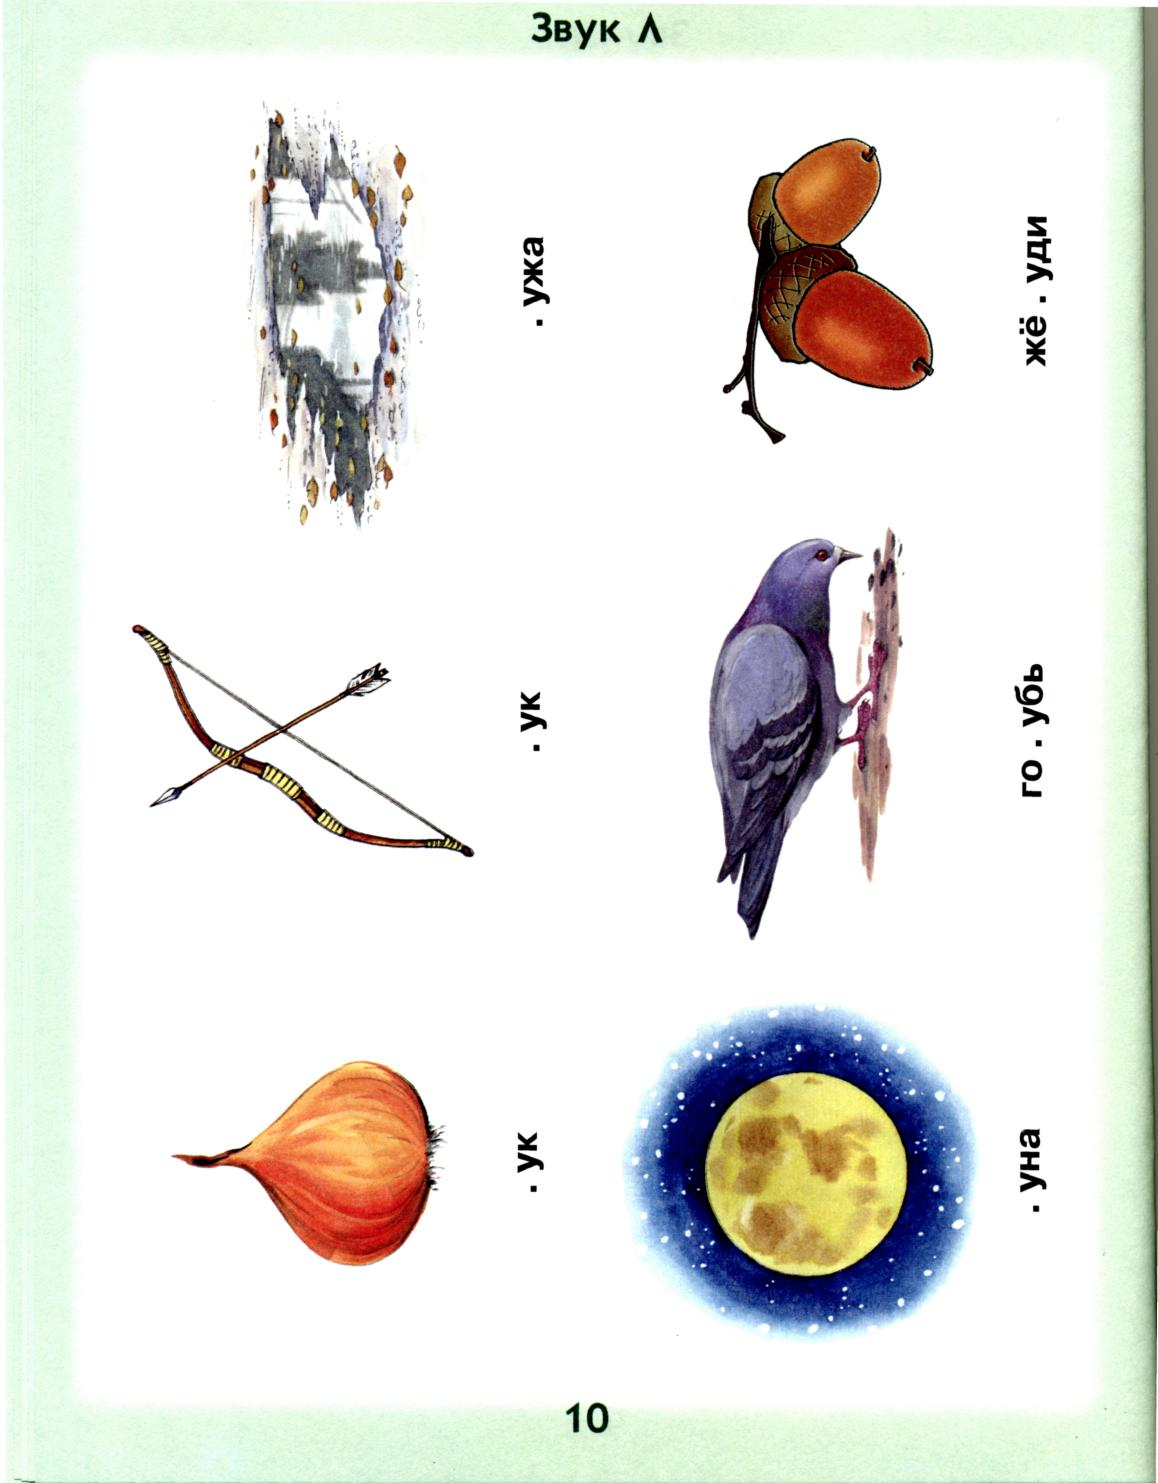 Звук Л
. ук
. ук
. ужа
. уна
го . убь
жё . уди
10